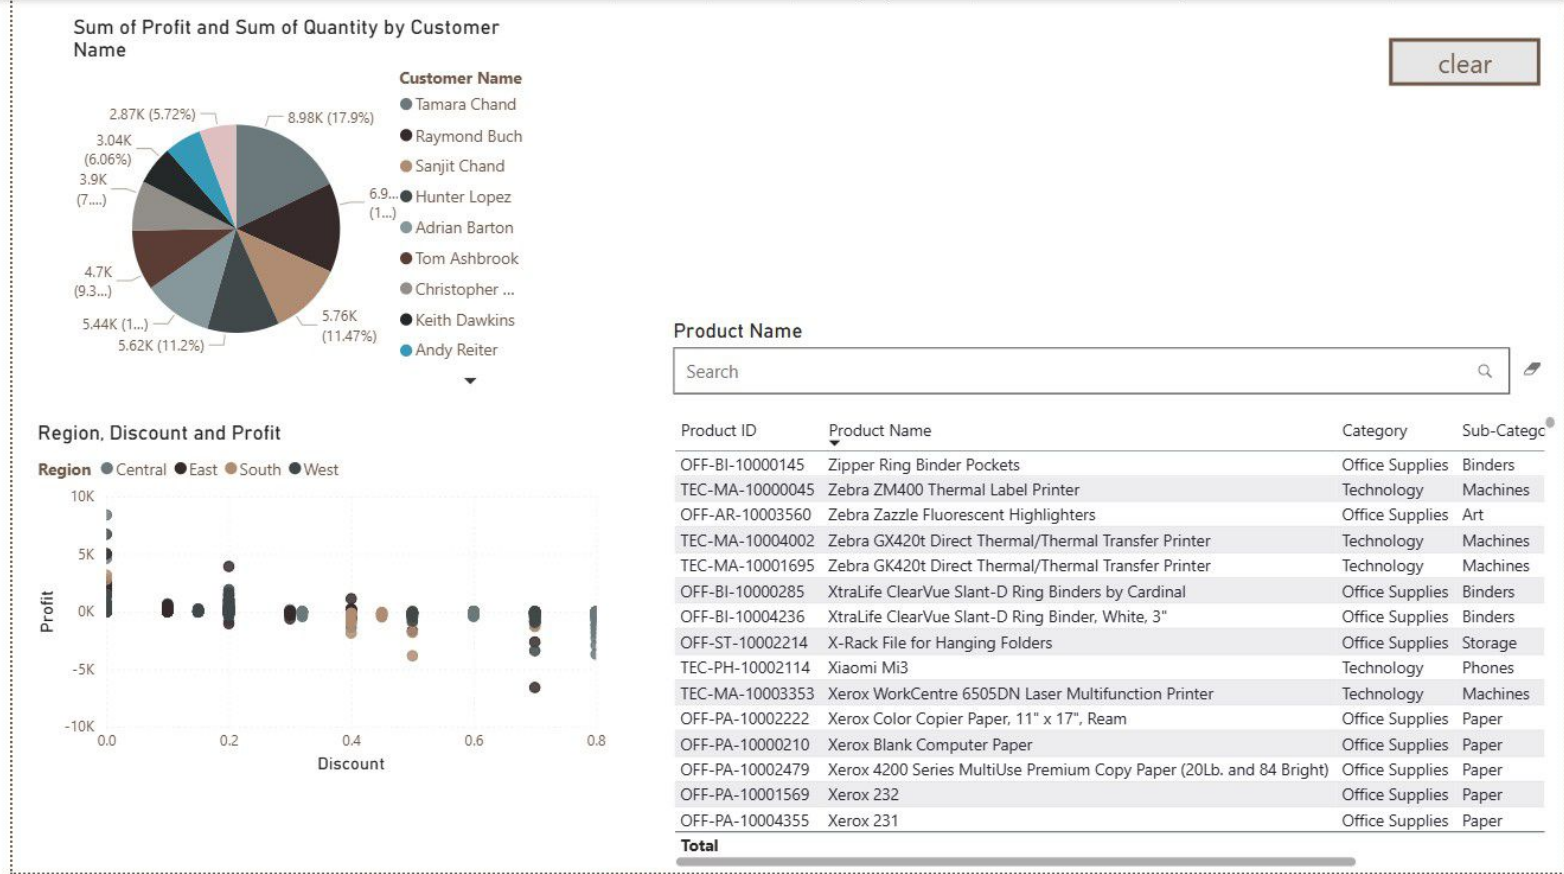 Sum of Profit and Sum of Quantity by Customer
Name
clear
Customer Name
Tamara Chand
Raymond Buch
Sanjit Chand
Hunter Lopez
Adrian Barton
Tom Ashbrook
Christopher ...
Keith Dawkins
Andy Reiter
2.87K (5.72%)
8.98K (17.9%)
3.04K
(6.06%)
3.9K
(7....)
6.9...
(1...)
4.7K
(9.3...)
5.44K (1...)
5.62K (11.2%)
5.76K
(11.47%)
Product Name
Search
Region, Discount and Profit
Region Central East South West
10K
5K
0K
-5K
-10K
Profit
0.0 0.2 0.4 0.6 0.8
Discount
Product ID Product Name Category Sub-Catego
OFF-BI-10000145 Zipper Ring Binder Pockets Office Supplies Binders
TEC-MA-10000045 Zebra ZM400 Thermal Label Printer Technology Machines
OFF-AR-10003560 Zebra Zazzle Fluorescent Highlighters Office Supplies Art
TEC-MA-10004002 Zebra GX420t Direct Thermal/Thermal Transfer Printer Technology Machines
TEC-MA-10001695 Zebra GK420t Direct Thermal/Thermal Transfer Printer Technology Machines
OFF-BI-10000285 XtraLife ClearVue Slant-D Ring Binders by Cardinal Office Supplies Binders
OFF-BI-10004236 XtraLife ClearVue Slant-D Ring Binder, White, 3" Office Supplies Binders
OFF-ST-10002214 X-Rack File for Hanging Folders Office Supplies Storage
TEC-PH-10002114 Xiaomi Mi3 Technology Phones
TEC-MA-10003353 Xerox WorkCentre 6505DN Laser Multifunction Printer Technology Machines
OFF-PA-10002222 Xerox Color Copier Paper, 11" x 17", Ream Office Supplies Paper
OFF-PA-10000210 Xerox Blank Computer Paper Office Supplies Paper
OFF-PA-10002479 Xerox 4200 Series MultiUse Premium Copy Paper (20Lb. and 84 Bright) Office Supplies Paper
OFF-PA-10001569 Xerox 232 Office Supplies Paper
OFF-PA-10004355 Xerox 231 Office Supplies Paper
Total